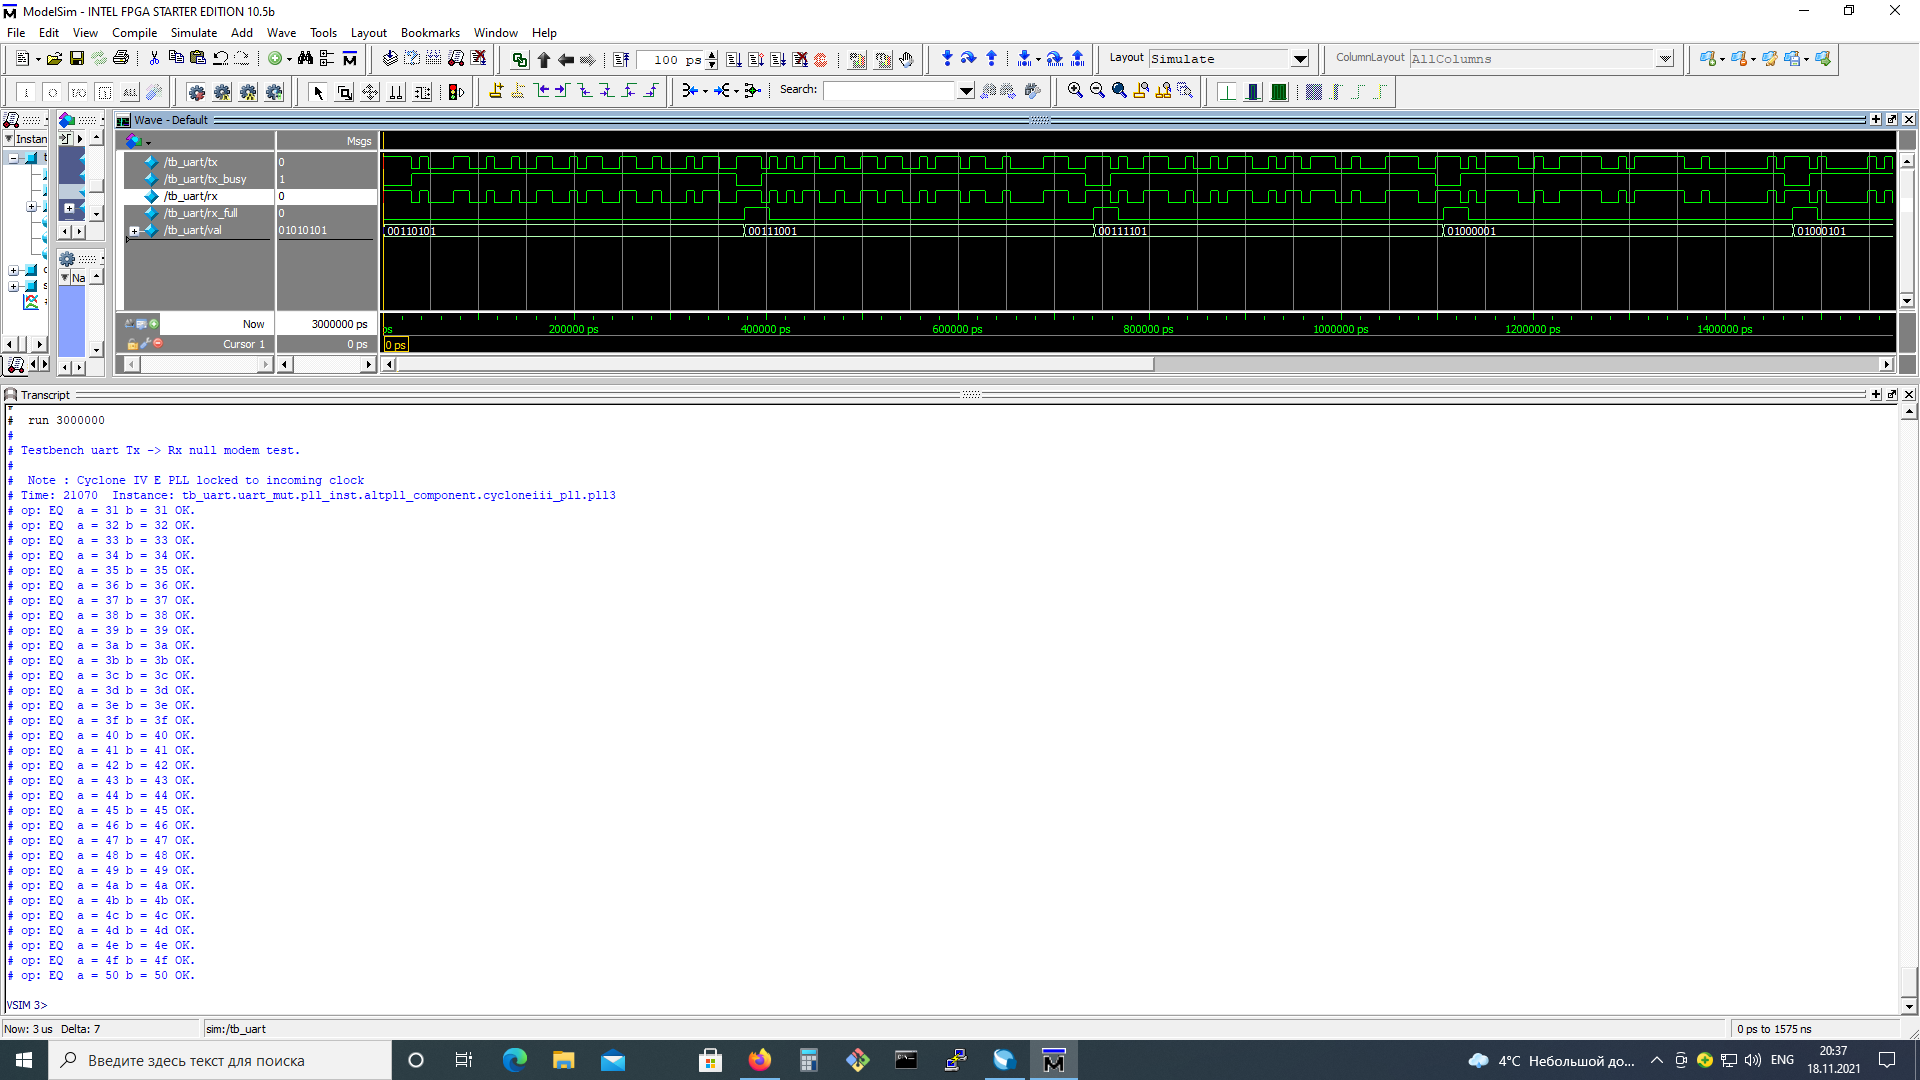 ModelSim - INTEL FPGA STARTER EDITION 10.5b
File Edit View Compile Simulate Add Wave Tools Layout Bookmarks Window Help
100 ps
Layout Simulate
ColumnLayout AllColumns
ALL
Search:
Instan
Wave - Default
Msgs
/tb_uart/tx 0
/tb_uart/tx_busy 1
/tb_uart/rx 0
/tb_uart/rx_full 0
/tb_uart/val 01010101
00110101 00111001 00111101 01000001 01000101
Na
Now 3000000 ps
ps 200000 ps 400000 ps 600000 ps 800000 ps 1000000 ps 1200000 ps 1400000 ps
Cursor 1 0 ps
0 ps
Transcript
# run 3000000
#
# Testbench uart Tx -> Rx null modem test.
#
# Note : Cyclone IV E PLL locked to incoming clock
# Time: 21070 Instance: tb_uart.uart_mut.pll_inst.altpll_component.cycloneiii_pll.pll3
# op: EQ a = 31 b = 31 OK.
# op: EQ a = 32 b = 32 OK.
# op: EQ a = 33 b = 33 OK.
# op: EQ a = 34 b = 34 OK.
# op: EQ a = 35 b = 35 OK.
# op: EQ a = 36 b = 36 OK.
# op: EQ a = 37 b = 37 OK.
# op: EQ a = 38 b = 38 OK.
# op: EQ a = 39 b = 39 OK.
# op: EQ a = 3a b = 3a OK.
# op: EQ a = 3b b = 3b OK.
# op: EQ a = 3c b = 3c OK.
# op: EQ a = 3d b = 3d OK.
# op: EQ a = 3e b = 3e OK.
# op: EQ a = 3f b = 3f OK.
# op: EQ a = 40 b = 40 OK.
# op: EQ a = 41 b = 41 OK.
# op: EQ a = 42 b = 42 OK.
# op: EQ a = 43 b = 43 OK.
# op: EQ a = 44 b = 44 OK.
# op: EQ a = 45 b = 45 OK.
# op: EQ a = 46 b = 46 OK.
# op: EQ a = 47 b = 47 OK.
# op: EQ a = 48 b = 48 OK.
# op: EQ a = 49 b = 49 OK.
# op: EQ a = 4a b = 4a OK.
# op: EQ a = 4b b = 4b OK.
# op: EQ a = 4c b = 4c OK.
# op: EQ a = 4d b = 4d OK.
# op: EQ a = 4e b = 4e OK.
# op: EQ a = 4f b = 4f OK.
# op: EQ a = 50 b = 50 OK.
VSIM 3>
Now: 3 us Delta: 7 sim:/tb_uart 0 ps to 1575 ns
Введите здесь текст для поиска
4°C Небольшой до... ENG
20:37
18.11.2021